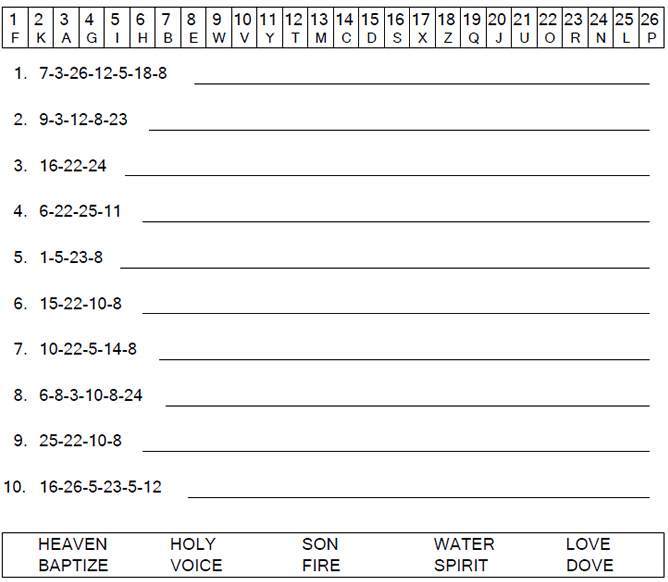 1 2 3 4 5 6 7 8 9 10 11 12 13 14 15 16 17 18 19 20 21 22 23 24 25 26
F K A G I H B E W V Y T M C D S X Z Q J U O R N L P
1. 7-3-26-12-5-18-8
2. 9-3-12-8-23
3. 16-22-24
4. 6-22-25-11
5. 1-5-23-8
6. 15-22-10-8
7. 10-22-5-14-8
8. 6-8-3-10-8-24
9. 25-22-10-8
10. 16-26-5-23-5-12
HEAVEN HOLY SON WATER LOVE
BAPTIZE VOICE FIRE SPIRIT DOVE